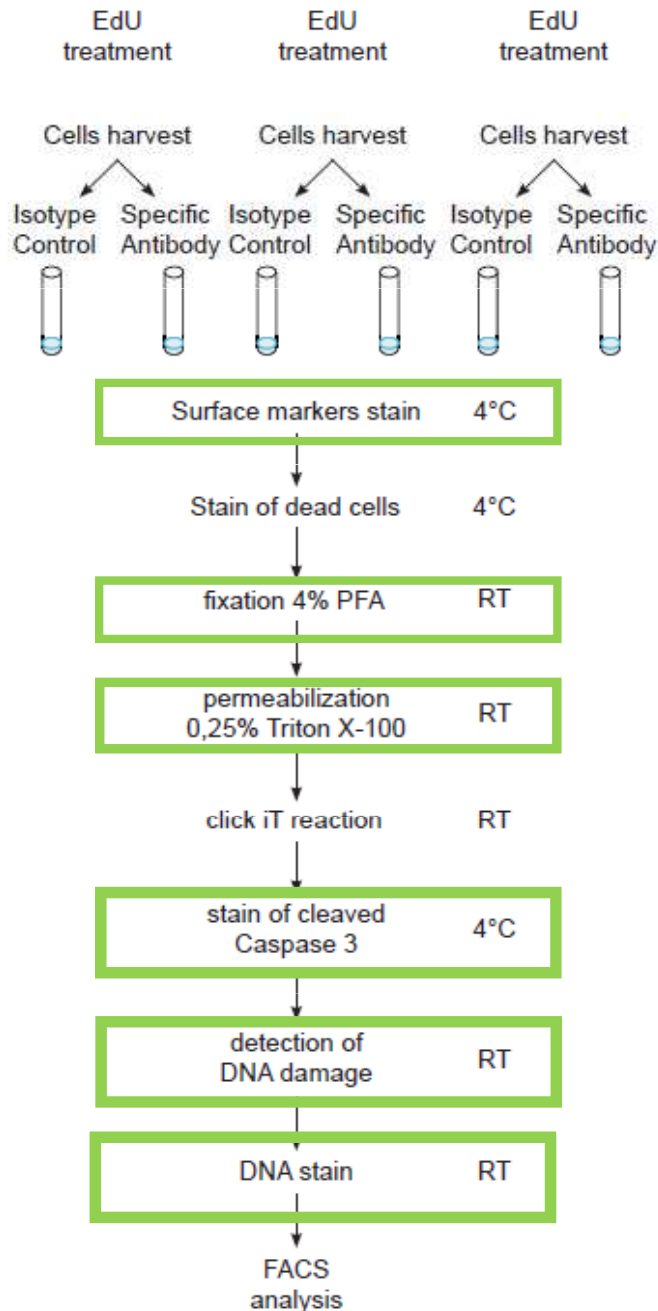 EdU EdU EdU
treatment treatment treatment
Cells harvest Cells harvest Cells harvest
Isotype Specific Isotype Specific Isotype Specific
Control Antibody Control Antibody Control Antibody
Surface markers stain 4°C
Stain of dead cells 4°C
fixation 4% PFA RT
permeabilization
0,25% Triton X-100 RT
click iT reaction RT
stain of cleaved
Caspase 3 4°C
detection of
DNA damage RT
DNA stain RT
FACS
analysis